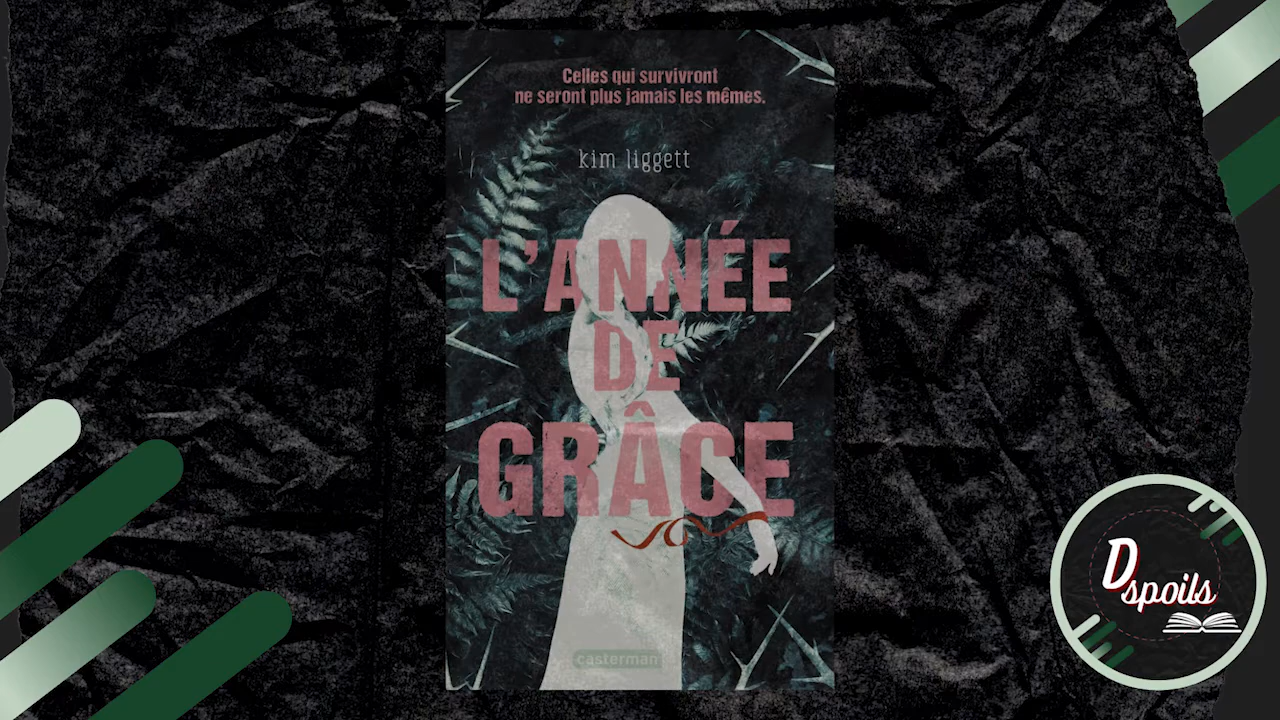 Celles qui survivront
ne seront plus jamais les mêmes.
kim liggett
L'ANNÉE
DE
GRÂCE
casterman
Dspoils